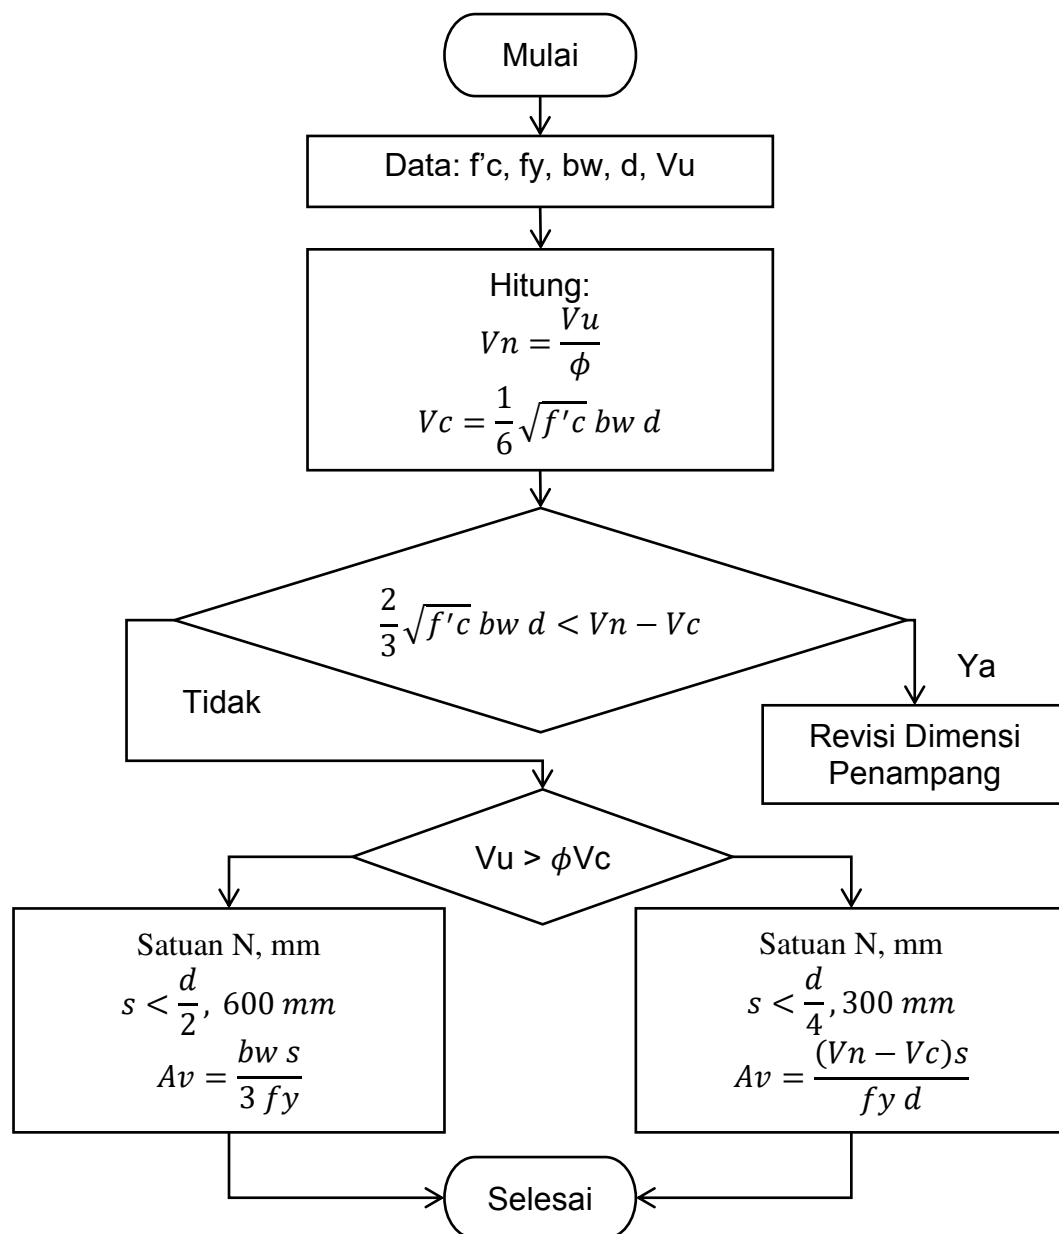 Mulai
Data: f'c, fy, bw, d, Vu
Hitung:
Vn = Vu/ϕ
Vc = 1/6 √f'c bw d
2/3 √f'c bw d < Vn − Vc
Ya
Tidak
Revisi Dimensi
Penampang
Vu > ϕVc
Satuan N, mm
s < d/2, 600 mm
Av = bw s/3 fy
Satuan N, mm
s < d/4, 300 mm
Av = (Vn − Vc)s/fy d
Selesai